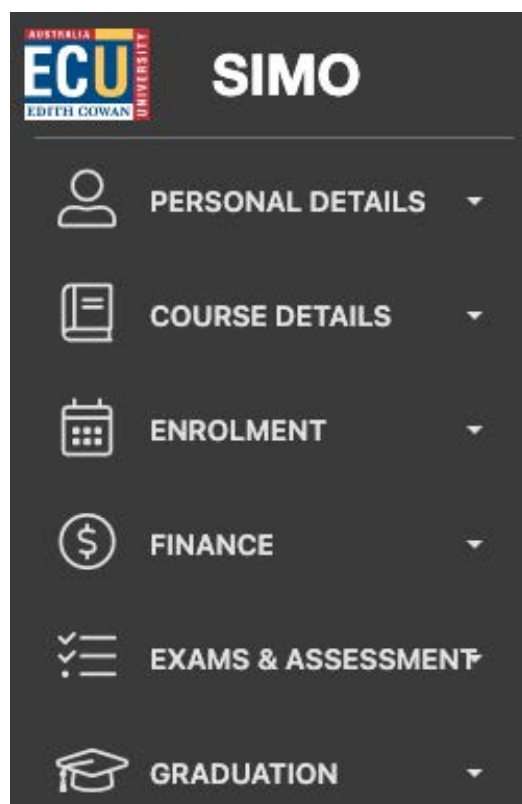 AUSTRALIA
ECU
EDITH COWAN
UNIVERSITY
SIMO
PERSONAL DETAILS
COURSE DETAILS
ENROLMENT
FINANCE
EXAMS & ASSESSMENT
GRADUATION